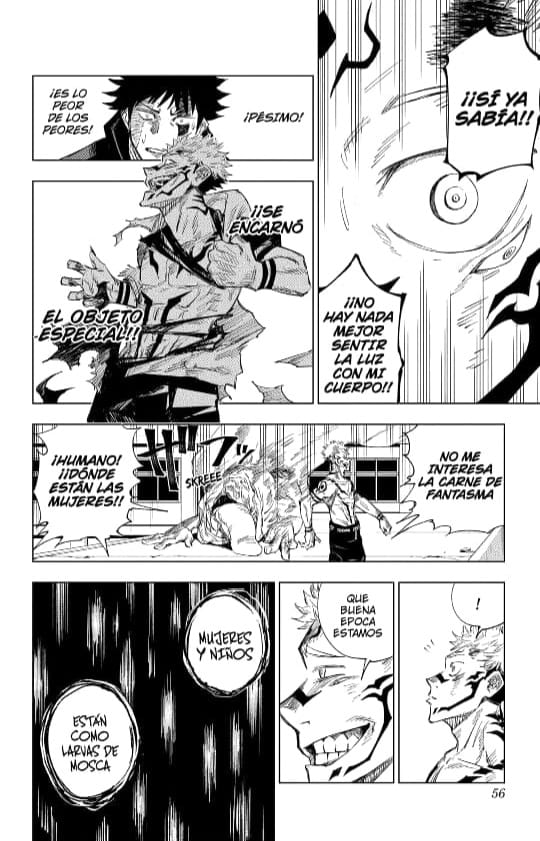 ¡¡SÍ YA
SABÍA!!
¡¡NO
HAY NADA
MEJOR
SENTIR
LA LUZ
CON MI
CUERPO!!
¡PÉSIMO!
¡ES LO
PEOR
DE LOS
PEORES!
¡¡SE
ENCARNÓ
EL OBJETO
ESPECIAL!!
NO ME
INTERESA
LA CARNE DE
FANTASMA
SKREEE
¡HUMANO!
¡¡DÓNDE
ESTÁN LAS
MUJERES!!
!
QUE
BUENA
EPOCA
ESTAMOS
MUJERES
Y NIÑOS
ESTÁN
COMO
LARVAS DE
MOSCA
56